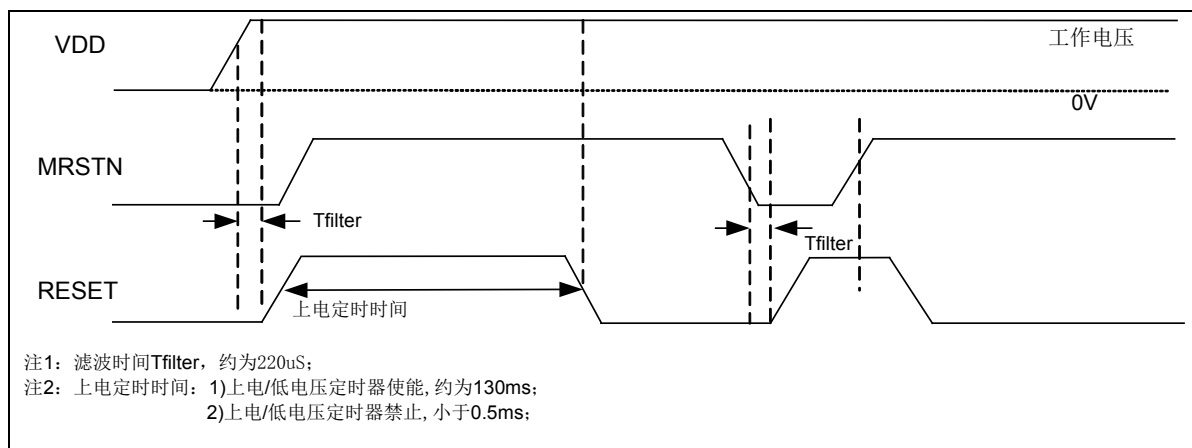 VDD
工作电压
0V
MRSTN
Tfilter
Tfilter
RESET
上电定时时间
注1：滤波时间Tfilter，约为220uS；
注2：上电定时时间：1)上电/低电压定时器使能,约为130ms；
2)上电/低电压定时器禁止,小于0.5ms；